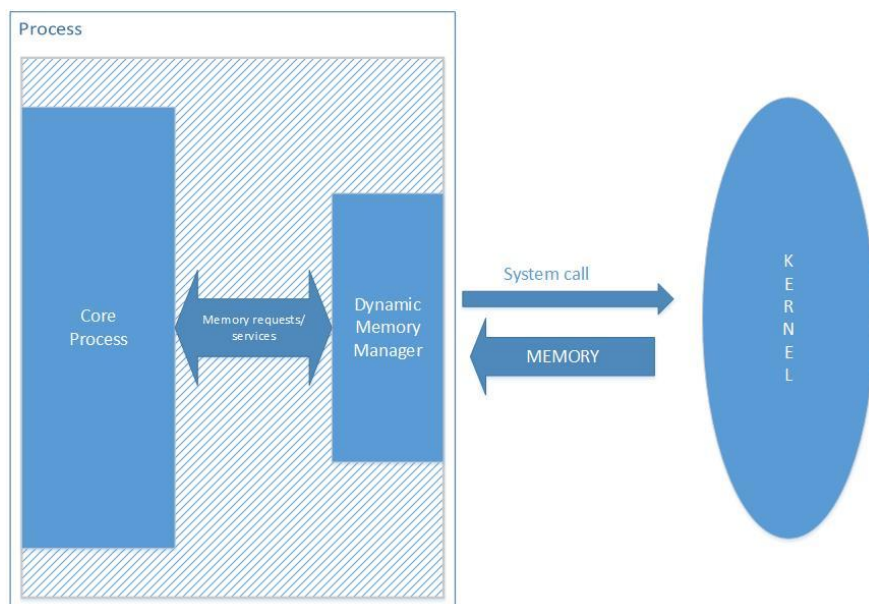 Process
Core
Process
Memory requests/
services
Dynamic
Memory
Manager
System call
MEMORY
K
E
R
N
E
L